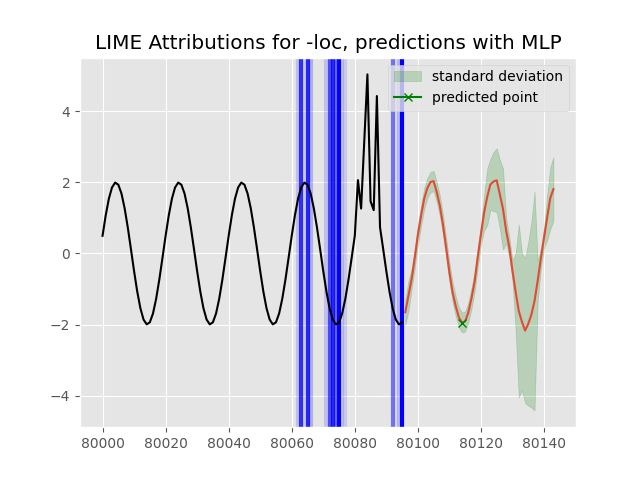 LIME Attributions for -loc, predictions with MLP
standard deviation
predicted point
4
2
0
−2
−4
80000 80020 80040 80060 80080 80100 80120 80140